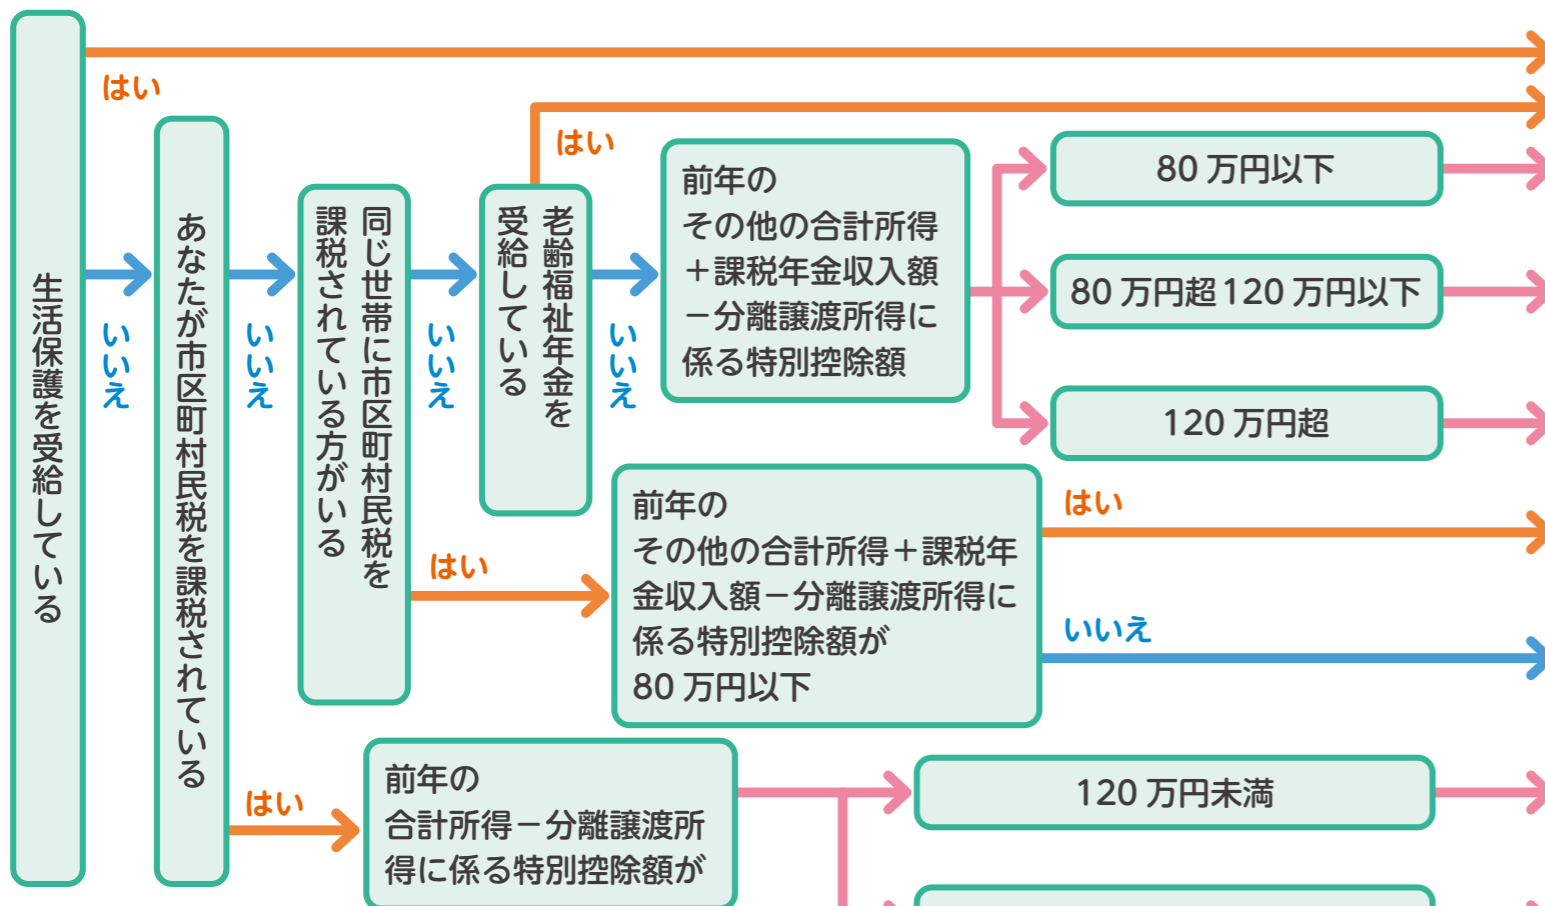 生活保護を受給している
はい
いいえ
あなたが市区町村民税を課税されている
いいえ
同じ世帯に市区町村民税を
課税されている方がいる
いいえ
老齢福祉年金を
受給している
はい
いいえ
前年の
その他の合計所得
＋課税年金収入額
－分離譲渡所得に
係る特別控除額
80 万円以下
80 万円超120 万円以下
120 万円超
はい
前年の
その他の合計所得＋課税年
金収入額－分離譲渡所得に
係る特別控除額が
80 万円以下
はい
いいえ
はい
前年の
合計所得－分離譲渡所
得に係る特別控除額が
120 万円未満